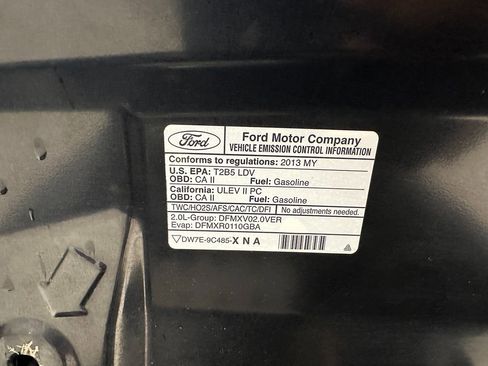 Ford
Ford Motor Company
VEHICLE EMISSION CONTROL INFORMATION
Conforms to regulations: 2013 MY
U.S. EPA: T2B5 LDV
OBD: CA II Fuel: Gasoline
California: ULEV II PC
OBD: CA II Fuel: Gasoline
TWC/HO2S/AFS/CAC/TC/DFI No adjustments needed.
2.0L-Group: DFMXV02.0VER
Evap: DFMXR0110GBA
▽DW7E-9C485-X N A